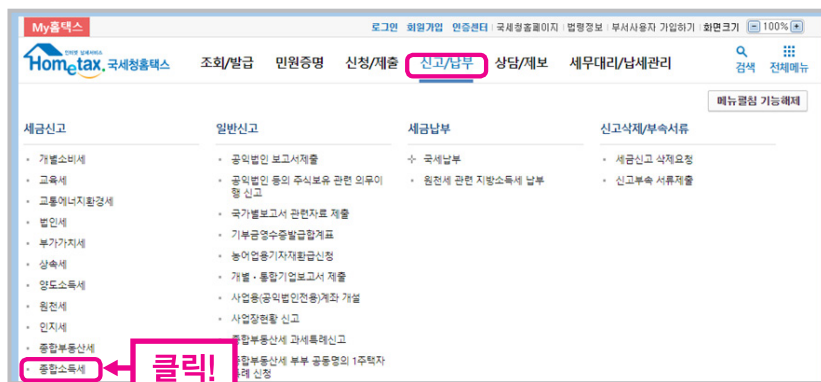 My홈택스
로그인 회원가입 인증센터 국세청홈페이지 법령정보 부서사용자 가입하기 화면크기 100%
Hometax. 국세청홈택스
조회/발급 민원증명 신청/제출 신고/납부 상담/제보 세무대리/납세관리 검색 전체메뉴
메뉴펼침 기능해제
세금신고 일반신고 세금납부 신고삭제/부속서류
개별소비세 공익법인 보고서제출 국세납부 세금신고 삭제요청
교육세 공익법인 등의 주식보유 관련 의무이 원천세 관련 지방소득세 납부 신고부속 서류제출
행 신고
교통에너지환경세
국가별보고서 관련자료 제출
법인세
기부금영수증발급합계표
부가가치세
농어업용기자재환급신청
상속세
개별·통합기업보고서 제출
양도소득세
사업용(공익법인전용)계좌 개설
원천세
사업장현황 신고
인지세
종합부동산세 과세특례신고
종합부동산세
종합부동산세 부부 공동명의 1주택자
종합소득세 클릭!
특례 신청